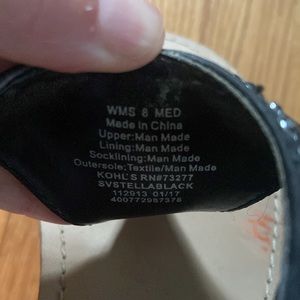 WMS 8 MED
Made in China
Upper:Man Made
Lining:Man Made
Socklining:Man Made
Outersole:Textile/Man Made
KOHL'S RN#73277
SVSTELLABLACK
112913 01/17
400772987378